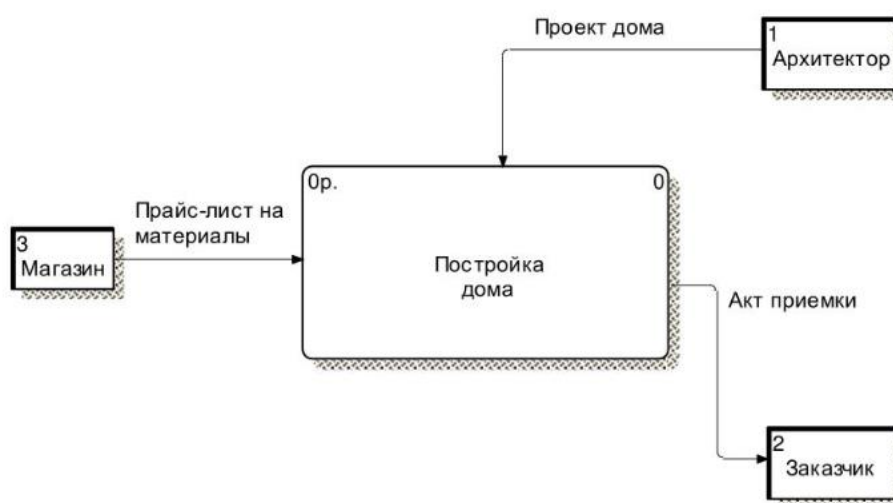 Проект дома
1
Архитектор
0р.
0
Прайс-лист на
материалы
3
Магазин
Постройка
дома
Акт приемки
2
Заказчик